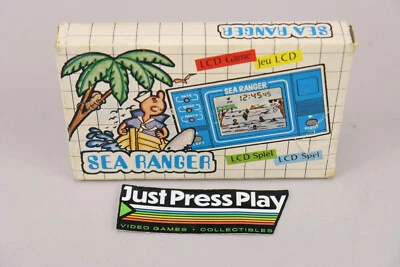 SEA RANGER
LCD Game
Jeu LCD
SEA RANGER
12:45 45
SEA RANGER
LCD Spiel
LCD Spel
Just Press Play
VIDEO GAMES • COLLECTIBLES